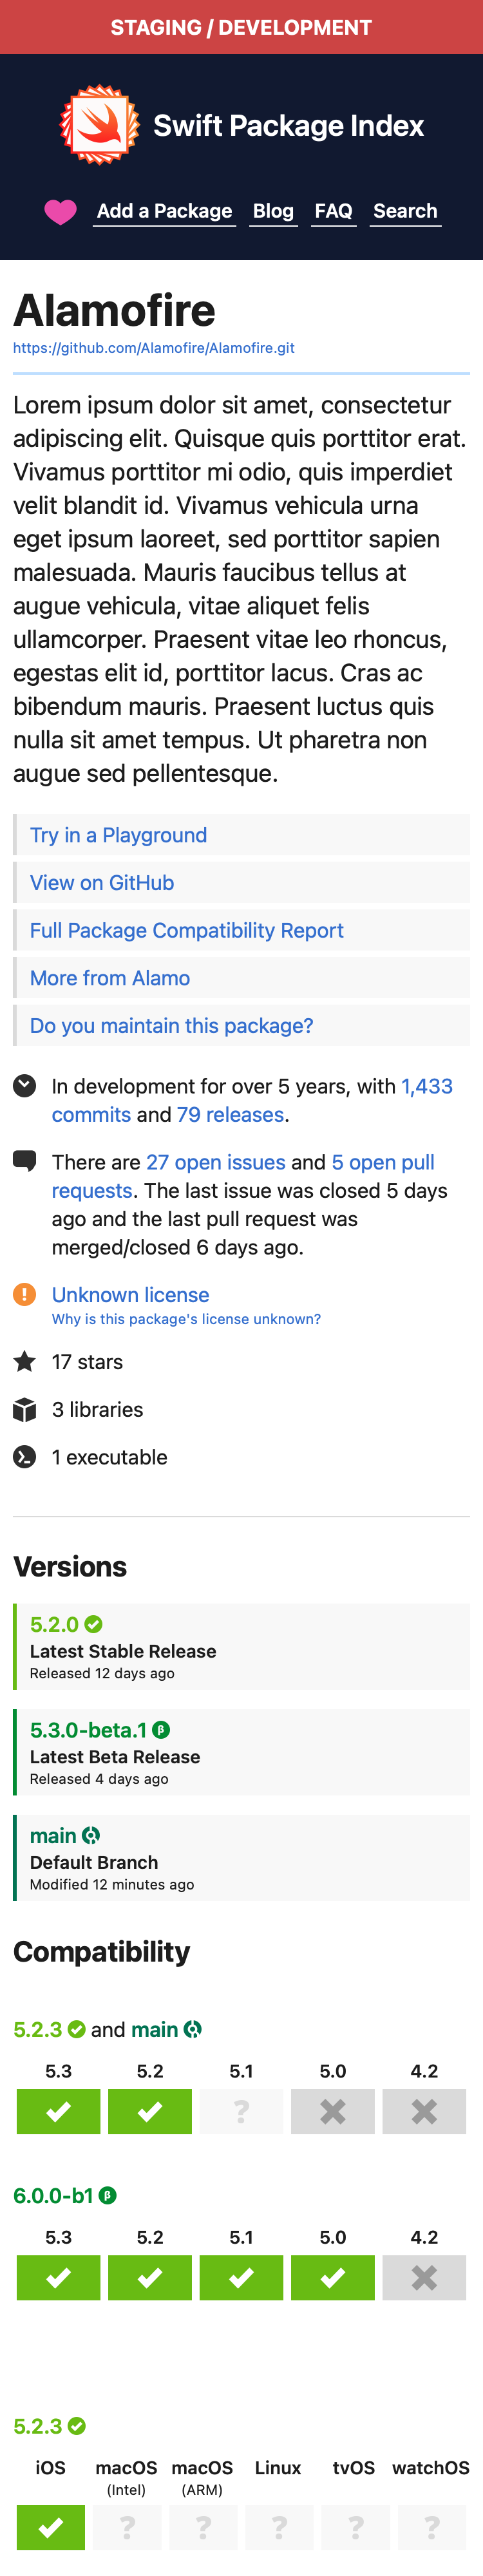 STAGING / DEVELOPMENT
Swift Package Index
Add a Package Blog FAQ Search
Alamofire
https://github.com/Alamofire/Alamofire.git
Lorem ipsum dolor sit amet, consectetur
adipiscing elit. Quisque quis porttitor erat.
Vivamus porttitor mi odio, quis imperdiet
velit blandit id. Vivamus vehicula urna
eget ipsum laoreet, sed porttitor sapien
malesuada. Mauris faucibus tellus at
augue vehicula, vitae aliquet felis
ullamcorper. Praesent vitae leo rhoncus,
egestas elit id, porttitor lacus. Cras ac
bibendum mauris. Praesent luctus quis
nulla sit amet tempus. Ut pharetra non
augue sed pellentesque.
Try in a Playground
View on GitHub
Full Package Compatibility Report
More from Alamo
Do you maintain this package?
In development for over 5 years, with 1,433
commits and 79 releases.
There are 27 open issues and 5 open pull
requests. The last issue was closed 5 days
ago and the last pull request was
merged/closed 6 days ago.
Unknown license
Why is this package's license unknown?
17 stars
3 libraries
1 executable
Versions
5.2.0
Latest Stable Release
Released 12 days ago
5.3.0-beta.1 β
Latest Beta Release
Released 4 days ago
main
Default Branch
Modified 12 minutes ago
Compatibility
5.2.3 and main
5.3 5.2 5.1 5.0 4.2
?
6.0.0-b1 β
5.3 5.2 5.1 5.0 4.2
5.2.3
iOS macOS macOS Linux tvOS watchOS
(Intel) (ARM)
? ? ? ? ?